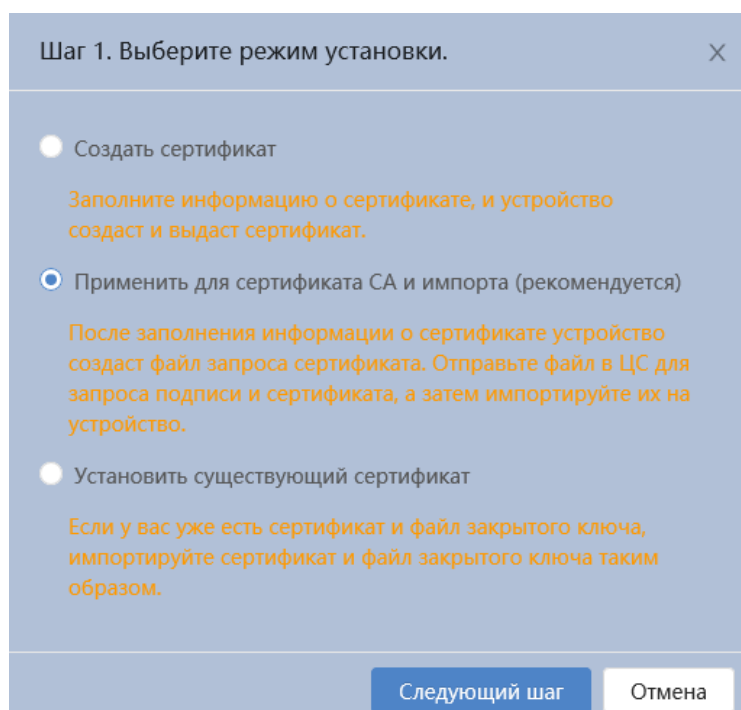 Шаг 1. Выберите режим установки.
Создать сертификат
Заполните информацию о сертификате, и устройство
создаст и выдаст сертификат.
Применить для сертификата CA и импорта (рекомендуется)
После заполнения информации о сертификате устройство
создаст файл запроса сертификата. Отправьте файл в ЦС для
запроса подписи и сертификата, а затем импортируйте их на
устройство.
Установить существующий сертификат
Если у вас уже есть сертификат и файл закрытого ключа,
импортируйте сертификат и файл закрытого ключа таким
образом.
Следующий шаг
Отмена